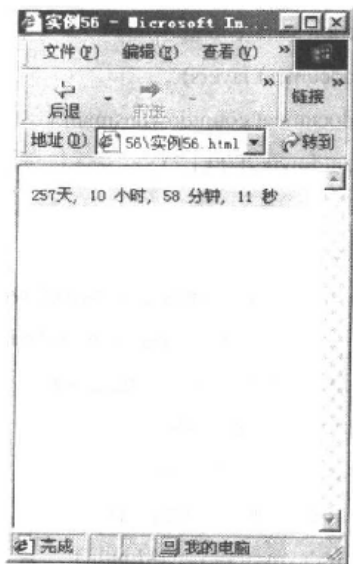 实例56 - Microsoft In...
文件(F) 编辑(E) 查看(V) »
后退 前进 » 链接 »
地址(D) 56\实例56.html 转到
257天, 10 小时, 58 分钟, 11 秒
完成 我的电脑